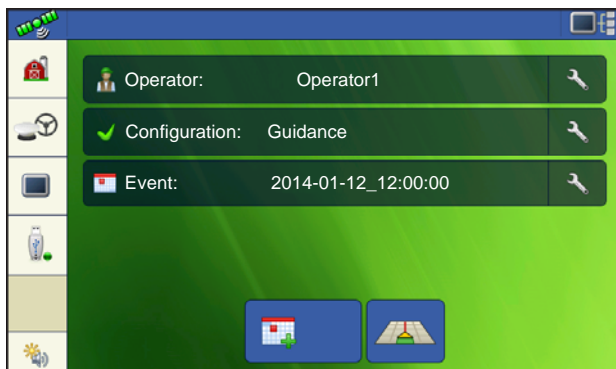 Operator: Operator1
Configuration: Guidance
Event: 2014-01-12_12:00:00